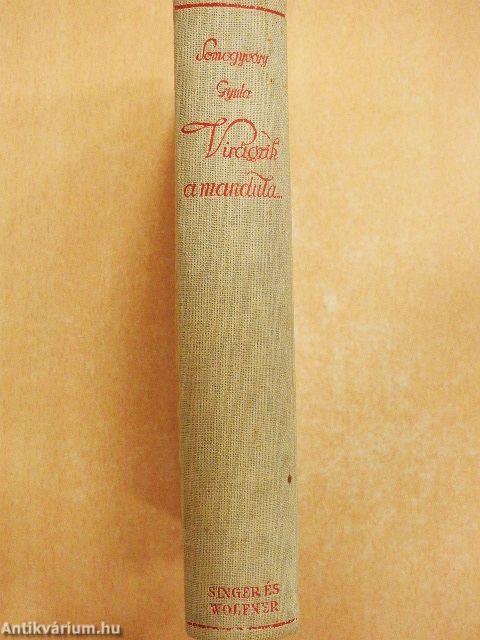 Somogyváry
Gyula
Virágzik
a mandula...
SINGER ÉS
WOLFNER
Antikvárium.hu